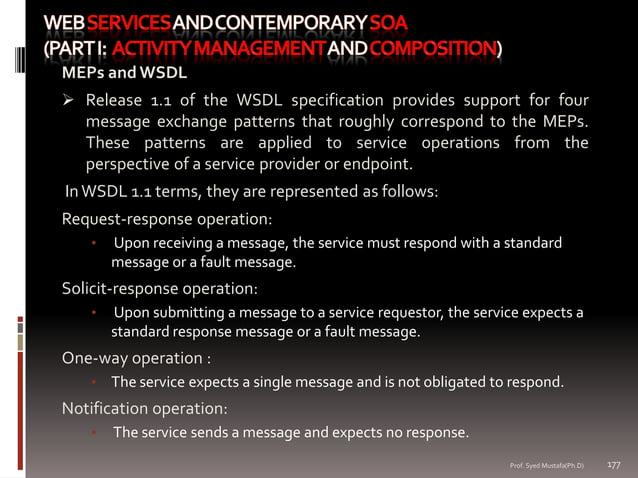 WEB SERVICES AND CONTEMPORARY SOA
(PART I: ACTIVITY MANAGEMENT AND COMPOSITION)
MEPs and WSDL
➢ Release 1.1 of the WSDL specification provides support for four
message exchange patterns that roughly correspond to the MEPs.
These patterns are applied to service operations from the
perspective of a service provider or endpoint.
In WSDL 1.1 terms, they are represented as follows:
Request-response operation:
• Upon receiving a message, the service must respond with a standard
message or a fault message.
Solicit-response operation:
• Upon submitting a message to a service requestor, the service expects a
standard response message or a fault message.
One-way operation :
• The service expects a single message and is not obligated to respond.
Notification operation:
• The service sends a message and expects no response.
Prof. Syed Mustafa(Ph.D) 177